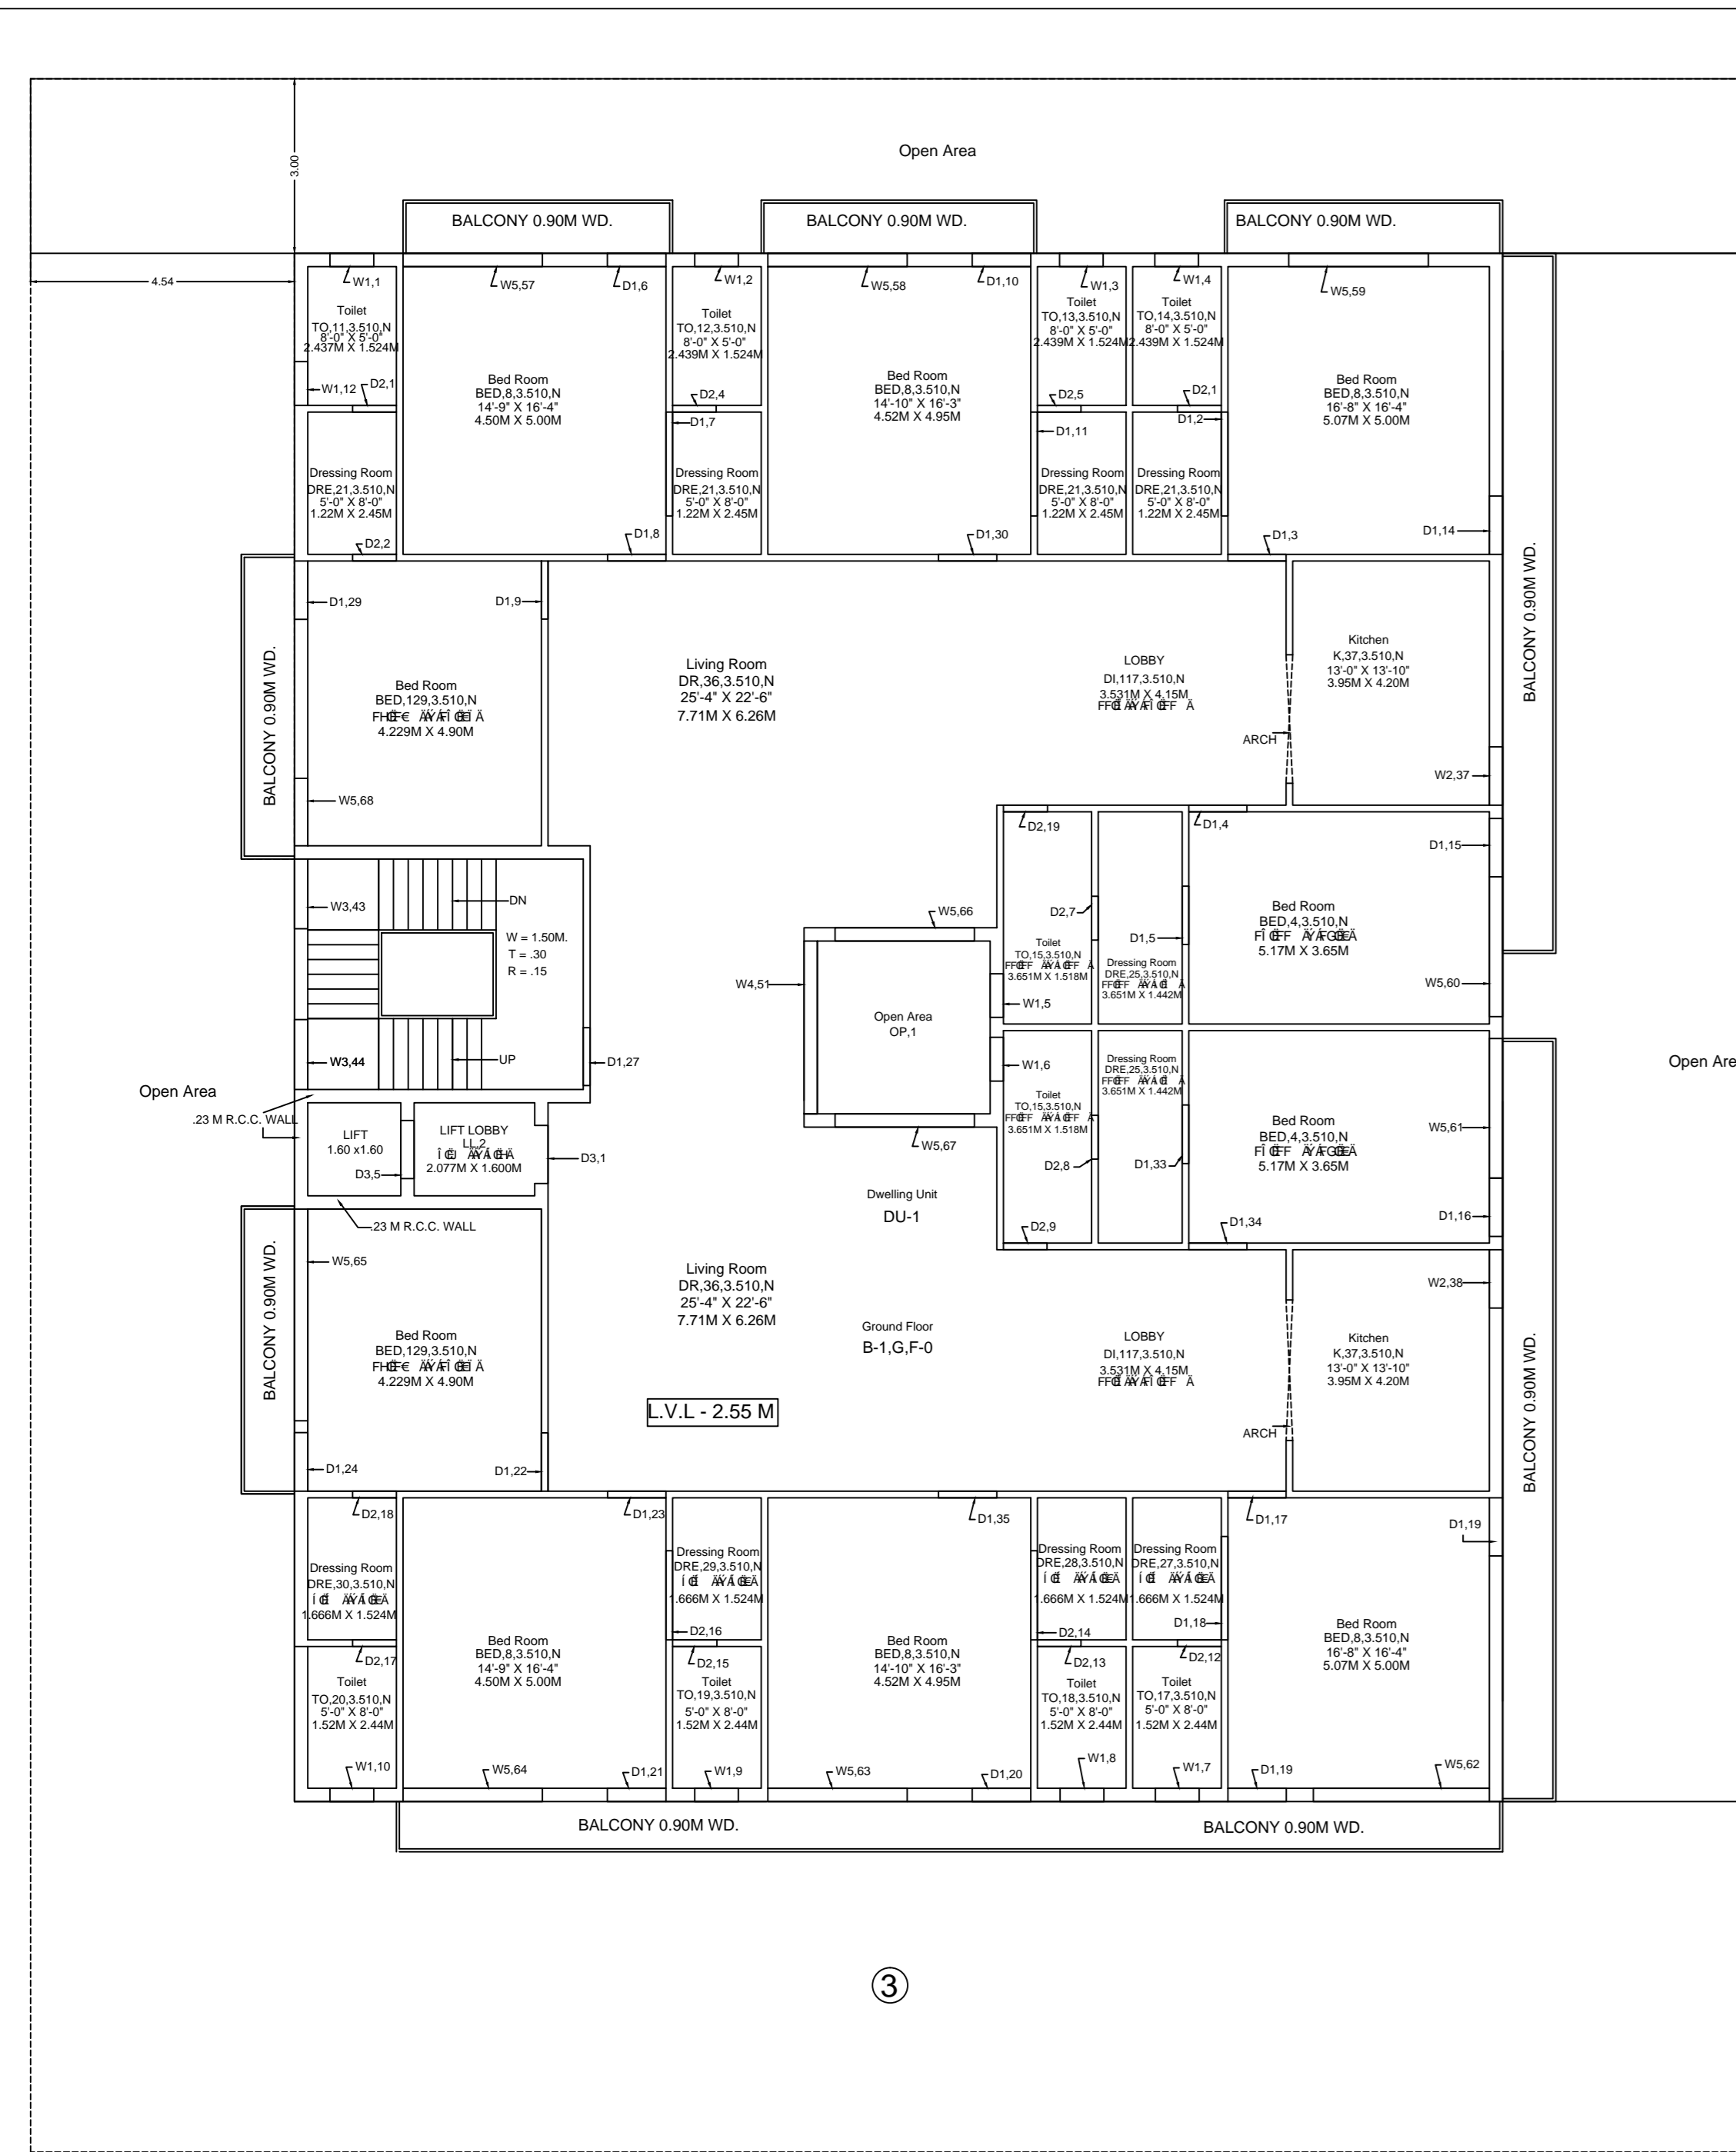 Open Area
3.00
BALCONY 0.90M WD.
BALCONY 0.90M WD.
BALCONY 0.90M WD.
4.54
W1,1
W5,57
D1,6
W1,2
W5,58
D1,10
W1,3
W1,4
W5,59
Toilet
TO,11,3.510,N
8'-0" X 5'-0"
2.437M X 1.524M
Toilet
TO,12,3.510,N
8'-0" X 5'-0"
2.439M X 1.524M
Toilet
TO,13,3.510,N
8'-0" X 5'-0"
2.439M X 1.524M
Toilet
TO,14,3.510,N
8'-0" X 5'-0"
2.439M X 1.524M
Bed Room
BED,8,3.510,N
14'-9" X 16'-4"
4.50M X 5.00M
Bed Room
BED,8,3.510,N
14'-10" X 16'-3"
4.52M X 4.95M
Bed Room
BED,8,3.510,N
16'-8" X 16'-4"
5.07M X 5.00M
W1,12
D2,1
D2,4
D1,7
D2,5
D1,11
D2,1
D1,2
Dressing Room
DRE,21,3.510,N
5'-0" X 8'-0"
1.22M X 2.45M
Dressing Room
DRE,21,3.510,N
5'-0" X 8'-0"
1.22M X 2.45M
Dressing Room
DRE,21,3.510,N
5'-0" X 8'-0"
1.22M X 2.45M
Dressing Room
DRE,21,3.510,N
5'-0" X 8'-0"
1.22M X 2.45M
D2,2
D1,8
D1,30
D1,3
D1,14
BALCONY 0.90M WD.
D1,29
D1,9
Bed Room
BED,129,3.510,N
4.229M X 4.90M
W5,68
Living Room
DR,36,3.510,N
25'-4" X 22'-6"
7.71M X 6.26M
LOBBY
DI,117,3.510,N
3.531M X 4.15M
ARCH
Kitchen
K,37,3.510,N
13'-0" X 13'-10"
3.95M X 4.20M
W2,37
BALCONY 0.90M WD.
D2,19
D1,4
D1,15
W3,43
DN
W = 1.50M.
T = .30
R = .15
W5,66
D2,7
D1,5
Toilet
TO,15,3.510,N
3.651M X 1.518M
Dressing Room
DRE,25,3.510,N
3.651M X 1.442M
Bed Room
BED,4,3.510,N
5.17M X 3.65M
W4,51
W1,5
W5,60
Open Area
OP,1
W3,44
UP
D1,27
W1,6
Toilet
TO,15,3.510,N
3.651M X 1.518M
Dressing Room
DRE,25,3.510,N
3.651M X 1.442M
Bed Room
BED,4,3.510,N
5.17M X 3.65M
W5,61
Open Area
Open Are
.23 M R.C.C. WALL
LIFT
1.60 x1.60
LIFT LOBBY
LL,2
2.077M X 1.600M
D3,5
D3,1
W5,67
D2,8
D1,33
.23 M R.C.C. WALL
Dwelling Unit
DU-1
D2,9
D1,34
D1,16
BALCONY 0.90M WD.
W5,65
Bed Room
BED,129,3.510,N
4.229M X 4.90M
D1,24
D1,22
Living Room
DR,36,3.510,N
25'-4" X 22'-6"
7.71M X 6.26M
Ground Floor
B-1,G,F-0
L.V.L - 2.55 M
LOBBY
DI,117,3.510,N
3.531M X 4.15M
ARCH
W2,38
Kitchen
K,37,3.510,N
13'-0" X 13'-10"
3.95M X 4.20M
BALCONY 0.90M WD.
D2,18
D1,23
D1,35
D1,17
D1,19
Dressing Room
DRE,30,3.510,N
1.666M X 1.524M
Dressing Room
DRE,29,3.510,N
1.666M X 1.524M
Dressing Room
DRE,28,3.510,N
1.666M X 1.524M
Dressing Room
DRE,27,3.510,N
1.666M X 1.524M
D2,17
D2,16
D2,15
D2,14
D2,13
D1,18
D2,12
Toilet
TO,20,3.510,N
5'-0" X 8'-0"
1.52M X 2.44M
Bed Room
BED,8,3.510,N
14'-9" X 16'-4"
4.50M X 5.00M
Toilet
TO,19,3.510,N
5'-0" X 8'-0"
1.52M X 2.44M
Bed Room
BED,8,3.510,N
14'-10" X 16'-3"
4.52M X 4.95M
Toilet
TO,18,3.510,N
5'-0" X 8'-0"
1.52M X 2.44M
Toilet
TO,17,3.510,N
5'-0" X 8'-0"
1.52M X 2.44M
Bed Room
BED,8,3.510,N
16'-8" X 16'-4"
5.07M X 5.00M
W1,10
W5,64
D1,21
W1,9
W5,63
D1,20
W1,8
W1,7
D1,19
W5,62
BALCONY 0.90M WD.
BALCONY 0.90M WD.
3